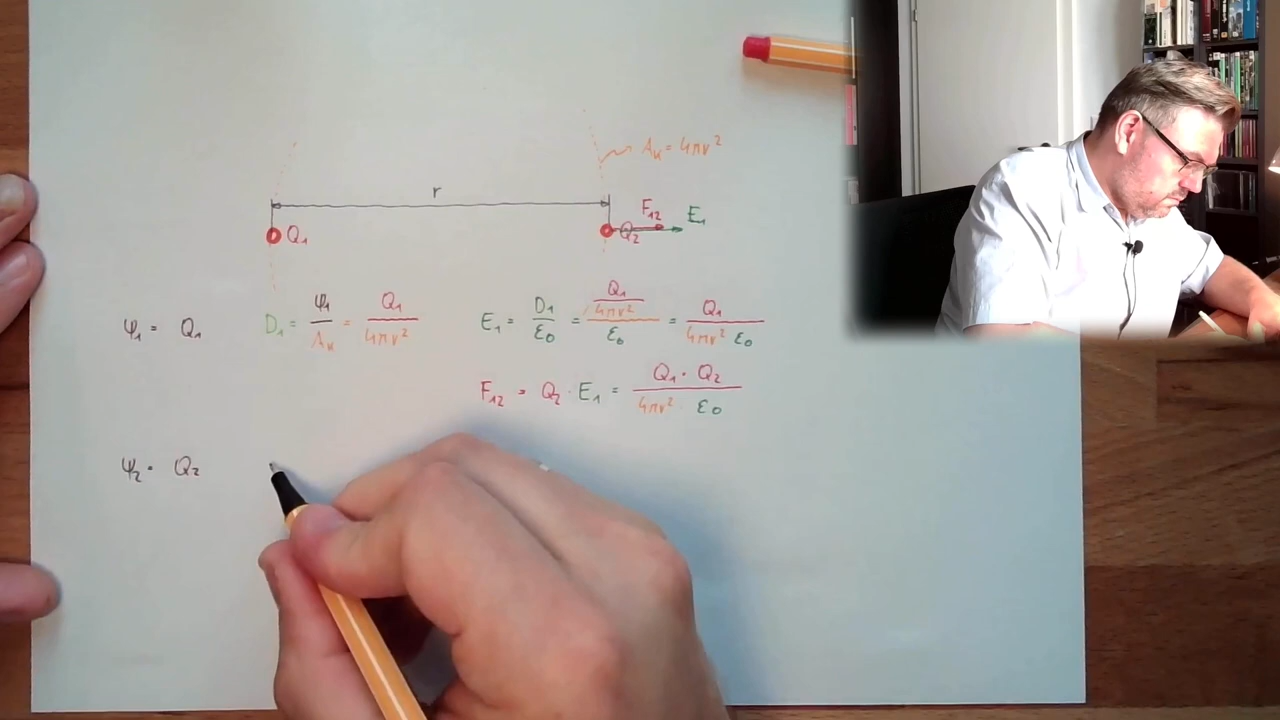 A_K = 4πr²
r
F₁₂ E₁
Q₁ Q₂
ψ₁ = Q₁ D₁ = ψ₁/A_K = Q₁/4πr² E₁ = D₁/ε₀ = (Q₁/4πr²)/ε₀ = Q₁/4πr² ε₀
F₁₂ = Q₂ · E₁ = Q₁ · Q₂/4πr² · ε₀
ψ₂ = Q₂